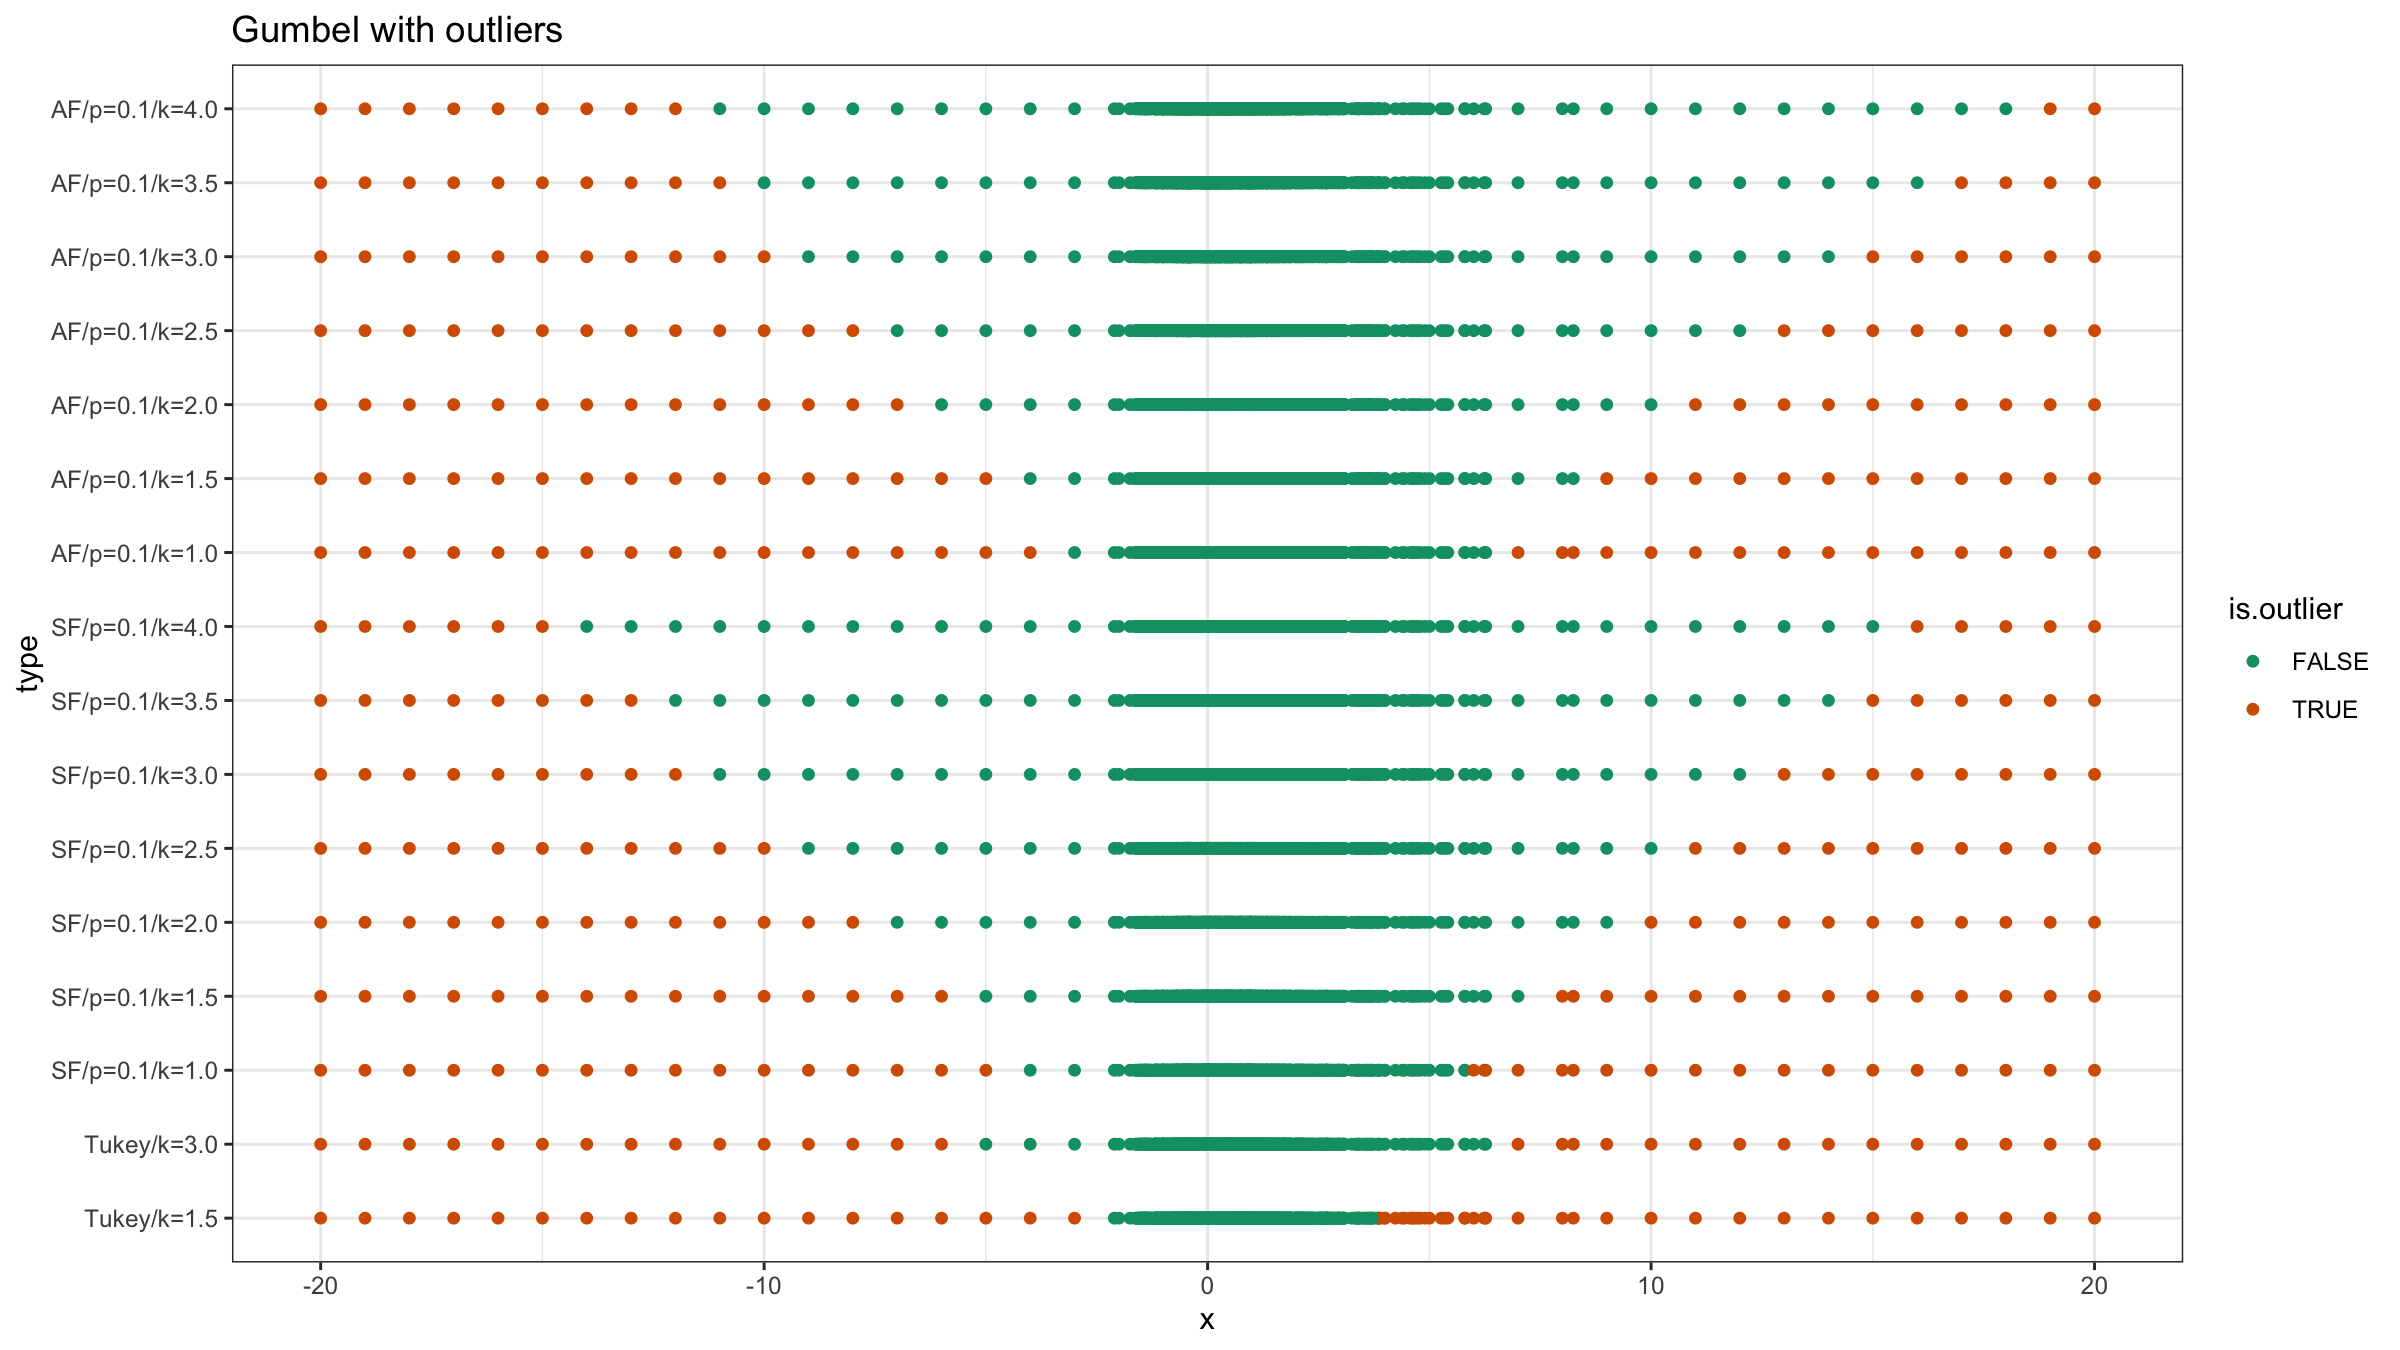 Gumbel with outliers
AF/p=0.1/k=4.0
AF/p=0.1/k=3.5
AF/p=0.1/k=3.0
AF/p=0.1/k=2.5
AF/p=0.1/k=2.0
AF/p=0.1/k=1.5
AF/p=0.1/k=1.0
SF/p=0.1/k=4.0
SF/p=0.1/k=3.5
SF/p=0.1/k=3.0
SF/p=0.1/k=2.5
SF/p=0.1/k=2.0
SF/p=0.1/k=1.5
SF/p=0.1/k=1.0
Tukey/k=3.0
Tukey/k=1.5
type
-20 -10 0 10 20
x
is.outlier
FALSE
TRUE